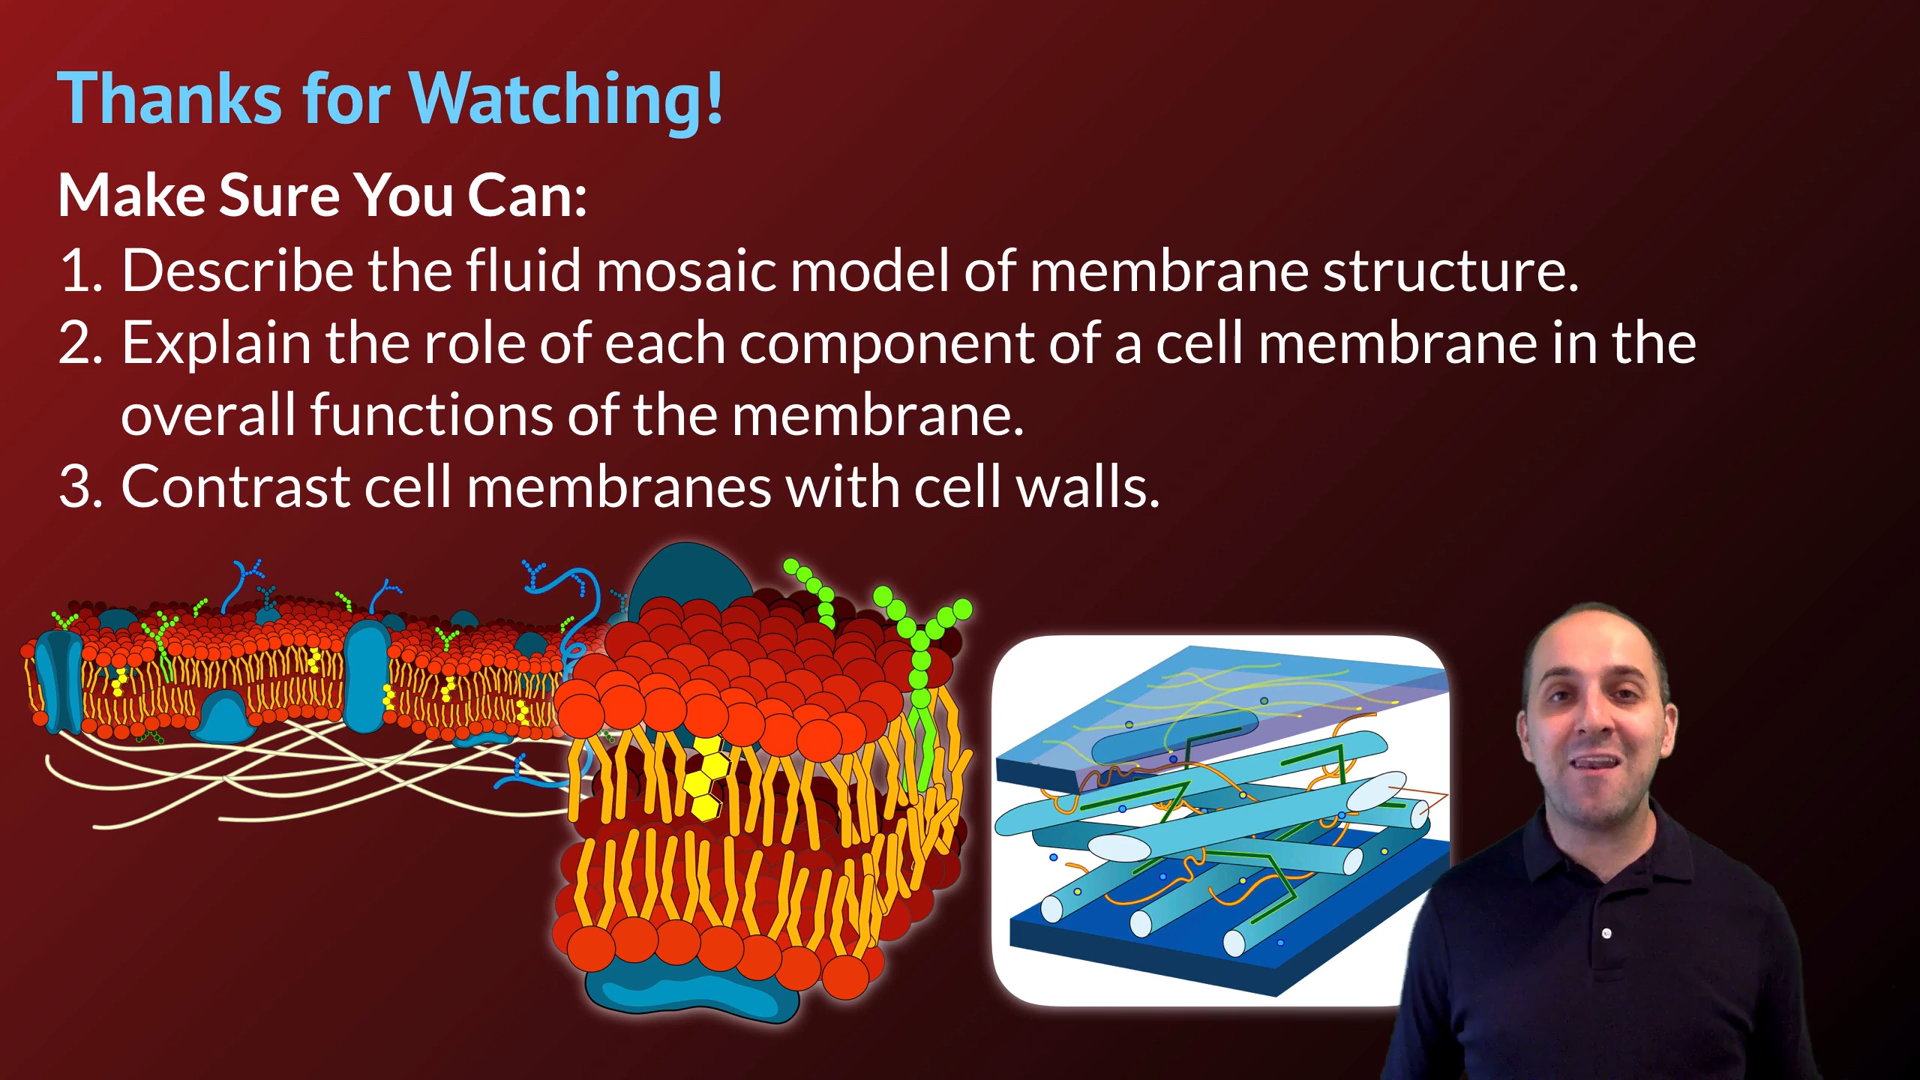 Thanks for Watching!
Make Sure You Can:
1. Describe the fluid mosaic model of membrane structure.
2. Explain the role of each component of a cell membrane in the
overall functions of the membrane.
3. Contrast cell membranes with cell walls.